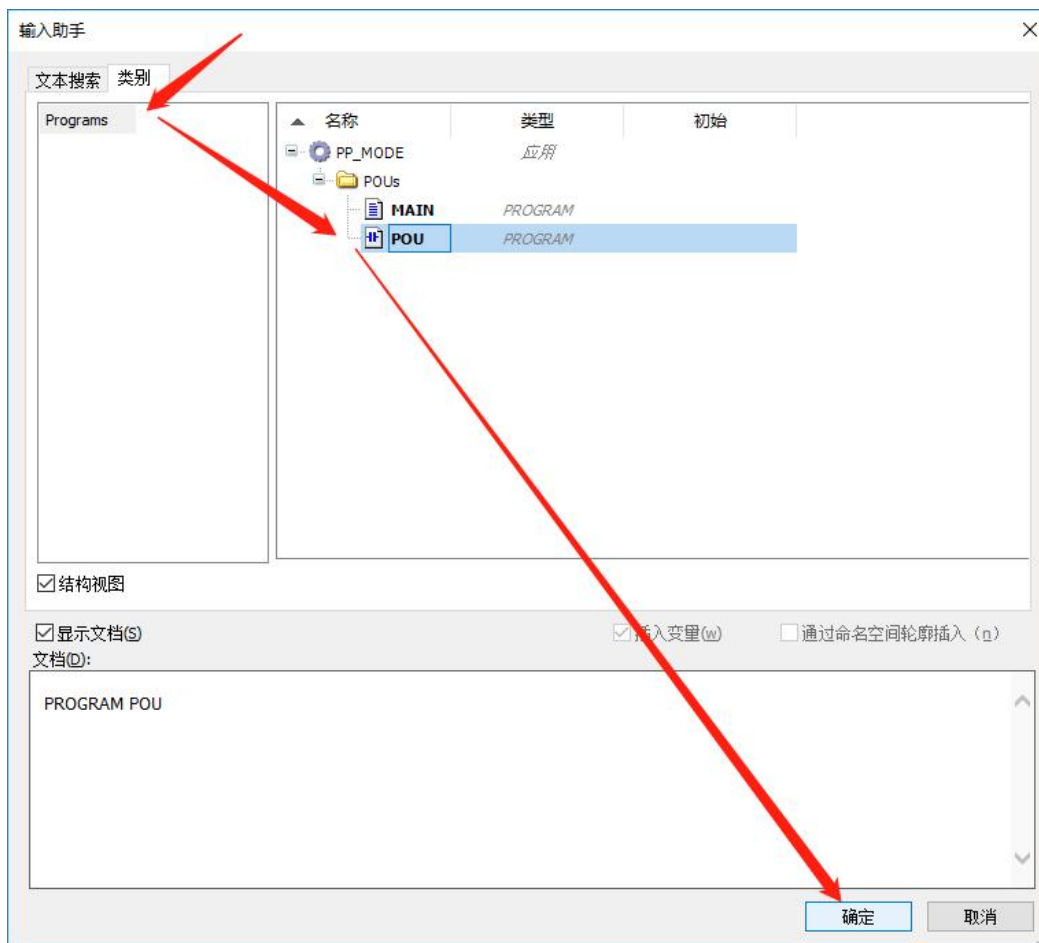 输入助手
文本搜索 类别
Programs
名称 类型 初始
PP_MODE 应用
POUs
MAIN PROGRAM
POU PROGRAM
结构视图
显示文档(S) 插入变量(w) 通过命名空间轮廓插入（n）
文档(D):
PROGRAM POU
确定 取消